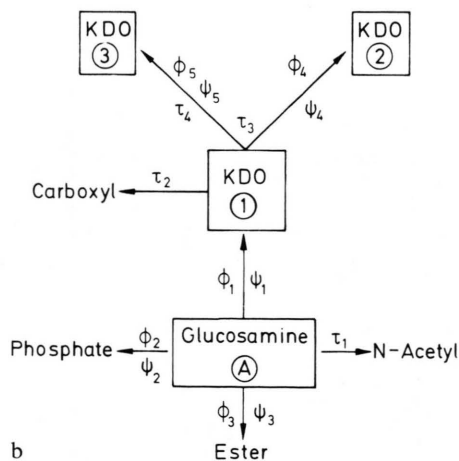 KDO KDO
③ ②
ϕ₅ ψ₅ ϕ₄
τ₄ τ₃ ψ₄
KDO
①
Carboxyl τ₂
ϕ₁ ψ₁
Glucosamine
Ⓐ
Phosphate ϕ₂ ψ₂ τ₁ N-Acetyl
ϕ₃ ψ₃
b Ester